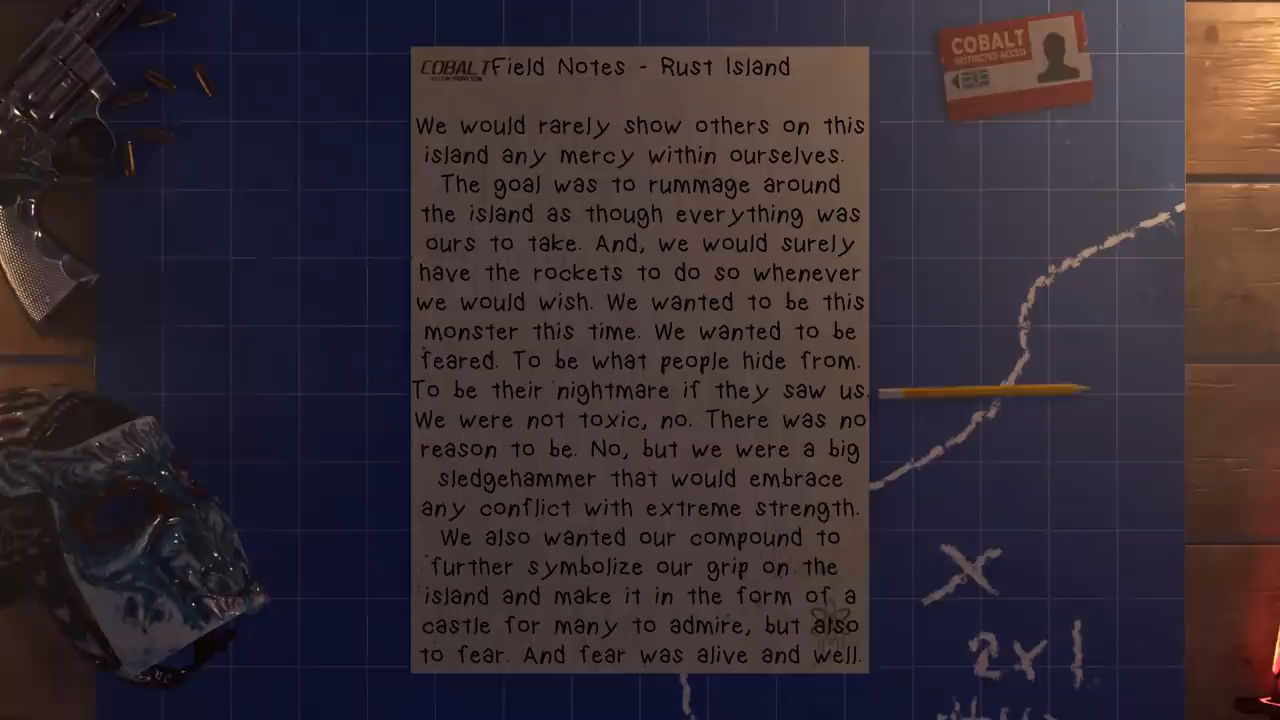 COBALT
Field Notes - Rust Island
We would rarely show others on this
island any mercy within ourselves.
The goal was to rummage around
the island as though everything was
ours to take. And, we would surely
have the rockets to do so whenever
we would wish. We wanted to be this
monster this time. We wanted to be
feared. To be what people hide from.
To be their nightmare if they saw us.
We were not toxic, no. There was no
reason to be. No, but we were a big
sledgehammer that would embrace
any conflict with extreme strength.
We also wanted our compound to
further symbolize our grip on the
island and make it in the form of a
castle for many to admire, but also
to fear. And fear was alive and well.
COBALT
RESTRICTED ACCESS
X
2x1